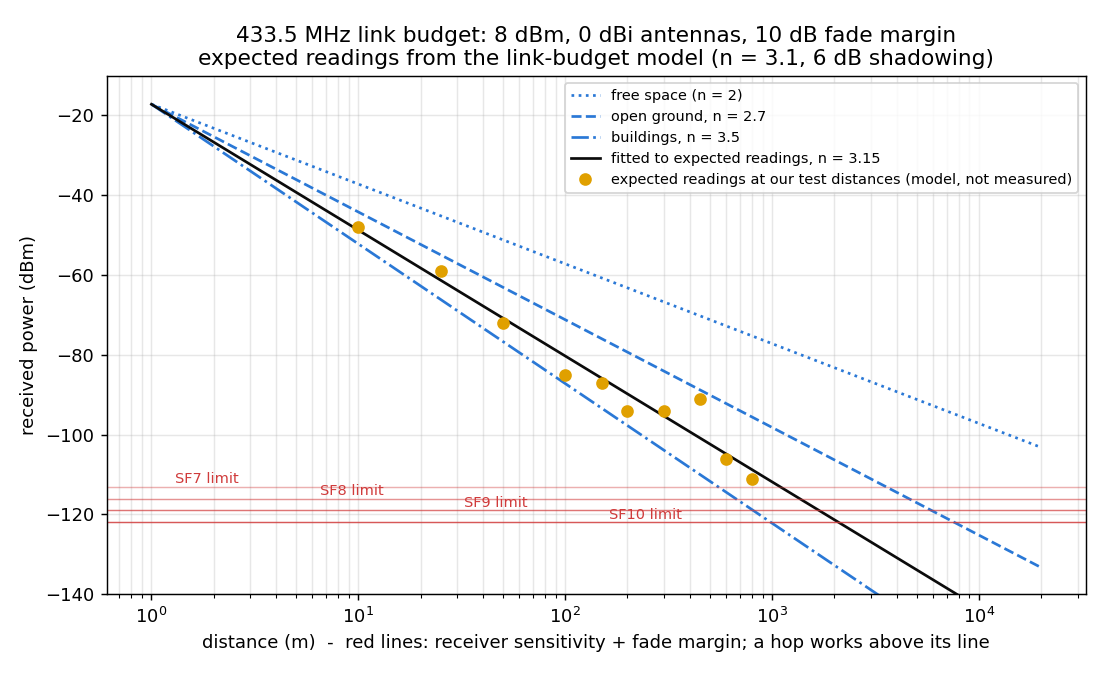 433.5 MHz link budget: 8 dBm, 0 dBi antennas, 10 dB fade margin
expected readings from the link-budget model (n = 3.1, 6 dB shadowing)
free space (n = 2)
open ground, n = 2.7
buildings, n = 3.5
fitted to expected readings, n = 3.15
expected readings at our test distances (model, not measured)
received power (dBm)
−20
−40
−60
−80
−100
−120
−140
SF7 limit
SF8 limit
SF9 limit
SF10 limit
10⁰
10¹
10²
10³
10⁴
distance (m)  -  red lines: receiver sensitivity + fade margin; a hop works above its line